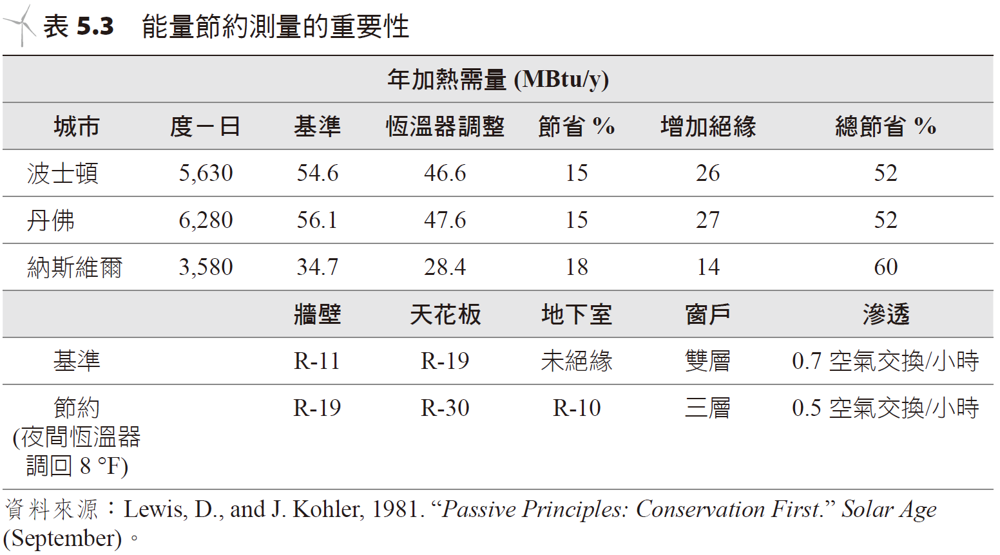 表 5.3 能量節約測量的重要性
年加熱需量 (MBtu/y)
城市 度－日 基準 恆溫器調整 節省 % 增加絕緣 總節省 %
波士頓 5,630 54.6 46.6 15 26 52
丹佛 6,280 56.1 47.6 15 27 52
納斯維爾 3,580 34.7 28.4 18 14 60
牆壁 天花板 地下室 窗戶 滲透
基準 R-11 R-19 未絕緣 雙層 0.7 空氣交換/小時
節約 R-19 R-30 R-10 三層 0.5 空氣交換/小時
(夜間恆溫器
調回 8 °F)
資料來源：Lewis, D., and J. Kohler, 1981. “Passive Principles: Conservation First.” Solar Age
(September)。